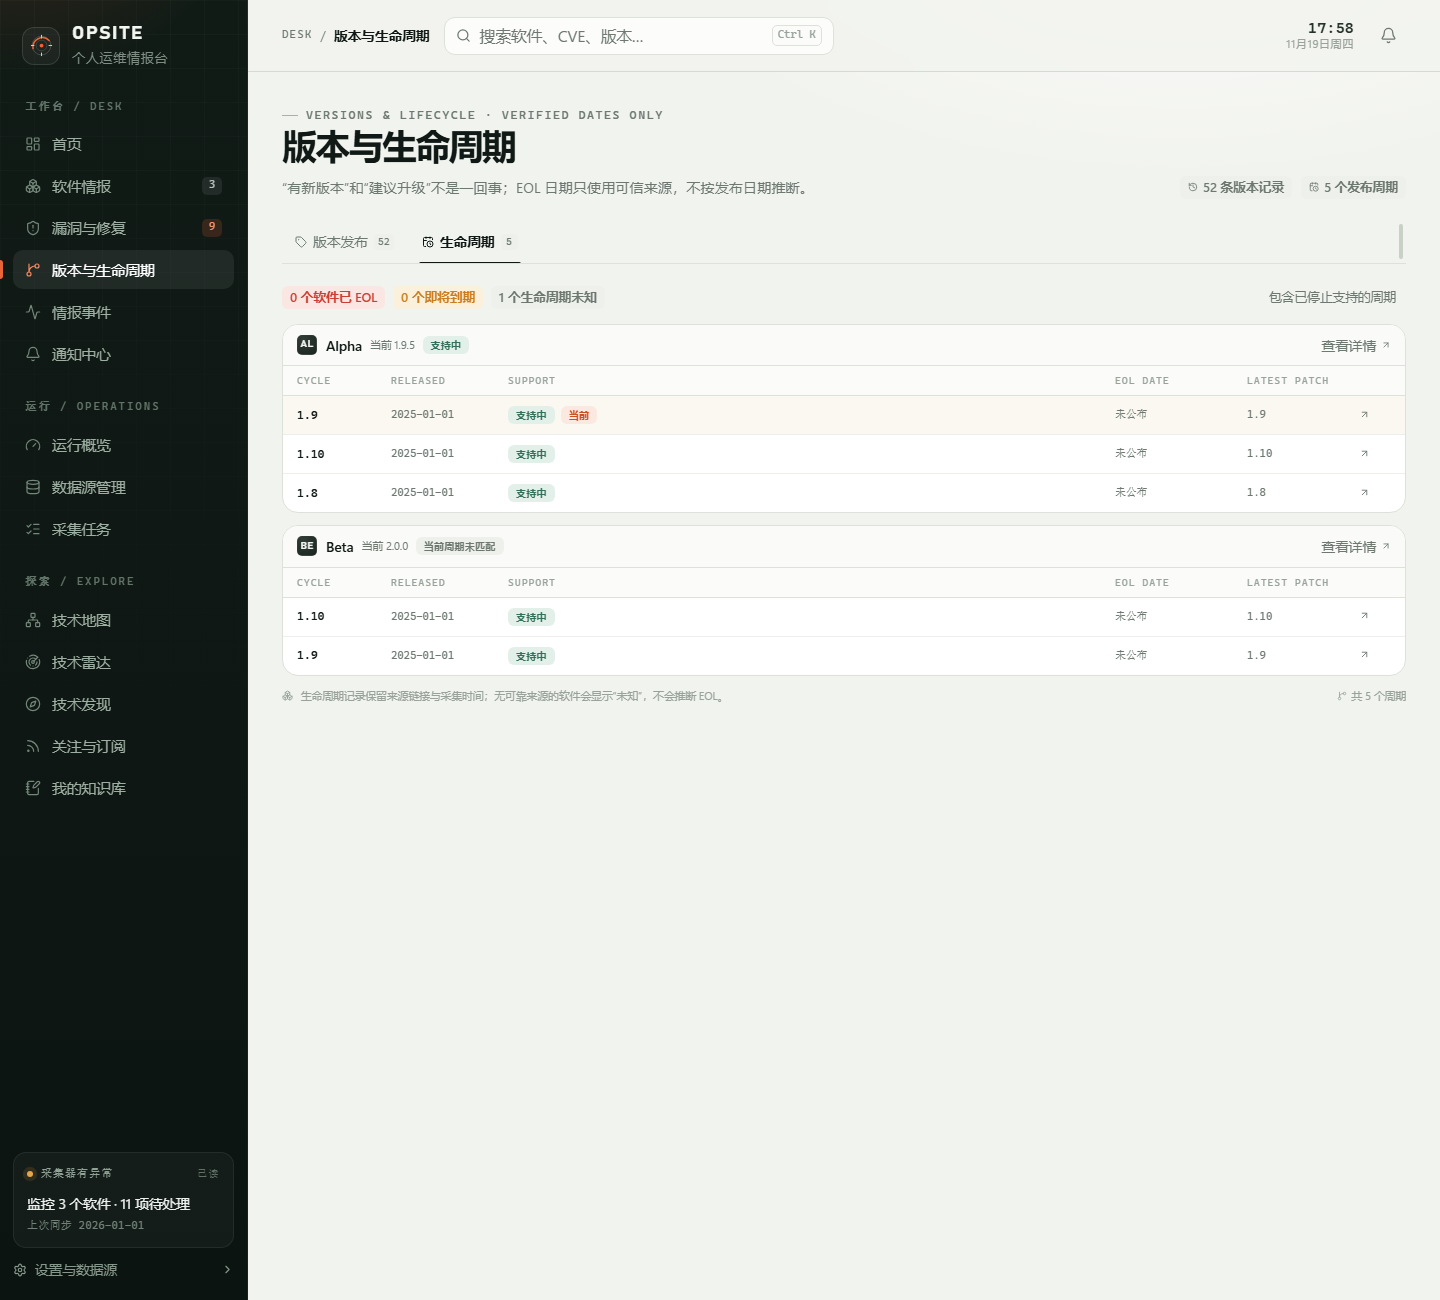 OPSITE
个人运维情报台
工作台 / DESK
首页
软件情报 3
漏洞与修复 9
版本与生命周期
情报事件
通知中心
运行 / OPERATIONS
运行概览
数据源管理
采集任务
探索 / EXPLORE
技术地图
技术雷达
技术发现
关注与订阅
我的知识库
采集器有异常 已读
监控 3 个软件 · 11 项待处理
上次同步 2026-01-01
设置与数据源
DESK / 版本与生命周期
搜索软件、CVE、版本... Ctrl K
17:58
11月19日周四
VERSIONS & LIFECYCLE · VERIFIED DATES ONLY
版本与生命周期
“有新版本”和“建议升级”不是一回事；EOL 日期只使用可信来源，不按发布日期推断。
52 条版本记录 5 个发布周期
版本发布 52 生命周期 5
0 个软件已 EOL 0 个即将到期 1 个生命周期未知 包含已停止支持的周期
AL Alpha 当前 1.9.5 支持中 查看详情
CYCLE RELEASED SUPPORT EOL DATE LATEST PATCH
1.9 2025-01-01 支持中 当前 未公布 1.9
1.10 2025-01-01 支持中 未公布 1.10
1.8 2025-01-01 支持中 未公布 1.8
BE Beta 当前 2.0.0 当前周期未匹配 查看详情
CYCLE RELEASED SUPPORT EOL DATE LATEST PATCH
1.10 2025-01-01 支持中 未公布 1.10
1.9 2025-01-01 支持中 未公布 1.9
生命周期记录保留来源链接与采集时间；无可靠来源的软件会显示“未知”，不会推断 EOL。 共 5 个周期